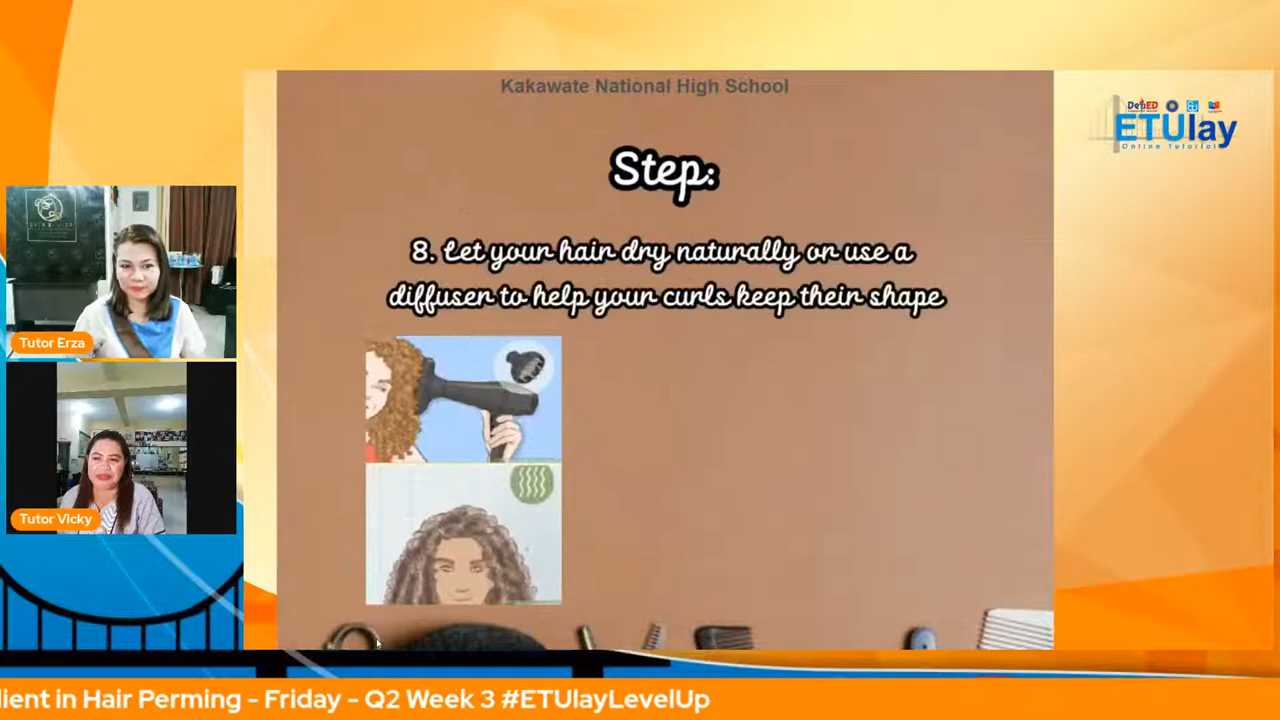 Kakawate National High School
Step:
8. Let your hair dry naturally or use a
diffuser to help your curls keep their shape
DepED
ETUlay
Online Tutorial
Tutor Erza
Tutor Vicky
lient in Hair Perming - Friday - Q2 Week 3 #ETUlayLevelUp